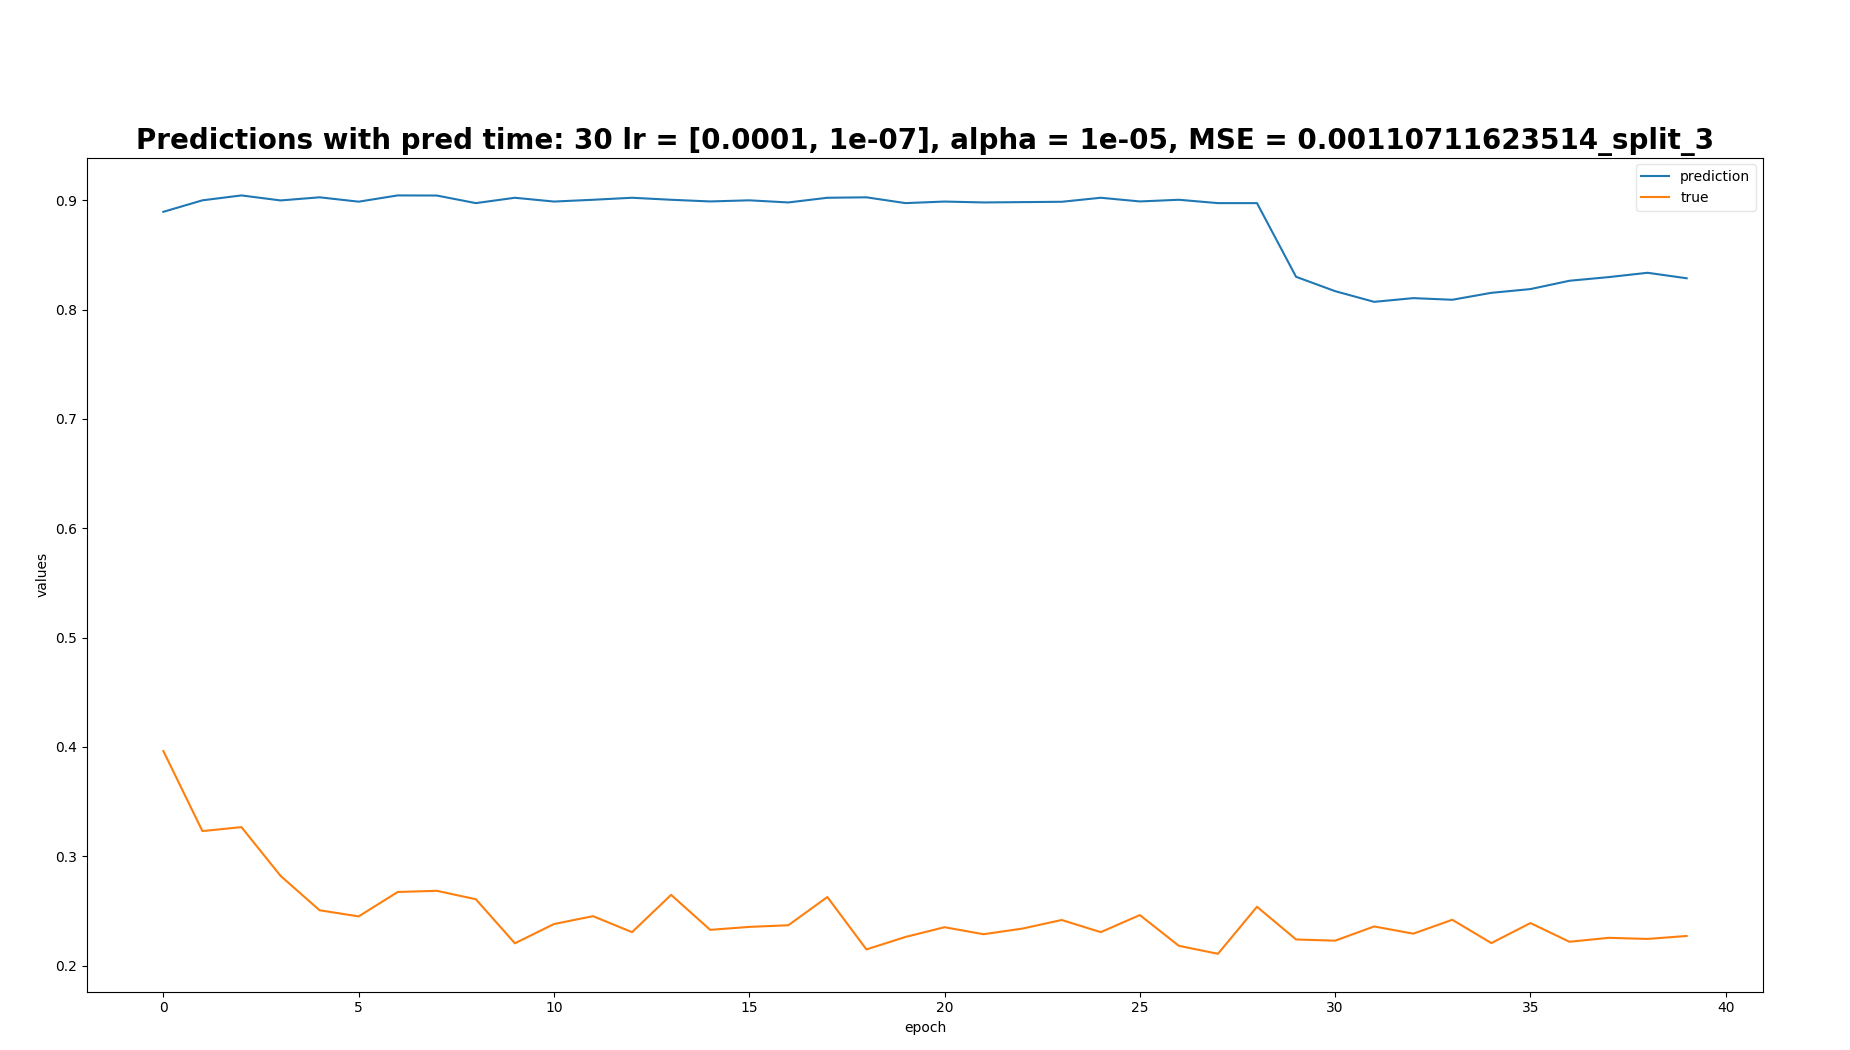 Predictions with pred time: 30 lr = [0.0001, 1e-07], alpha = 1e-05, MSE = 0.00110711623514_split_3
prediction
true
0.9
0.8
0.7
0.6
0.5
0.4
0.3
0.2
values
0 5 10 15 20 25 30 35 40
epoch